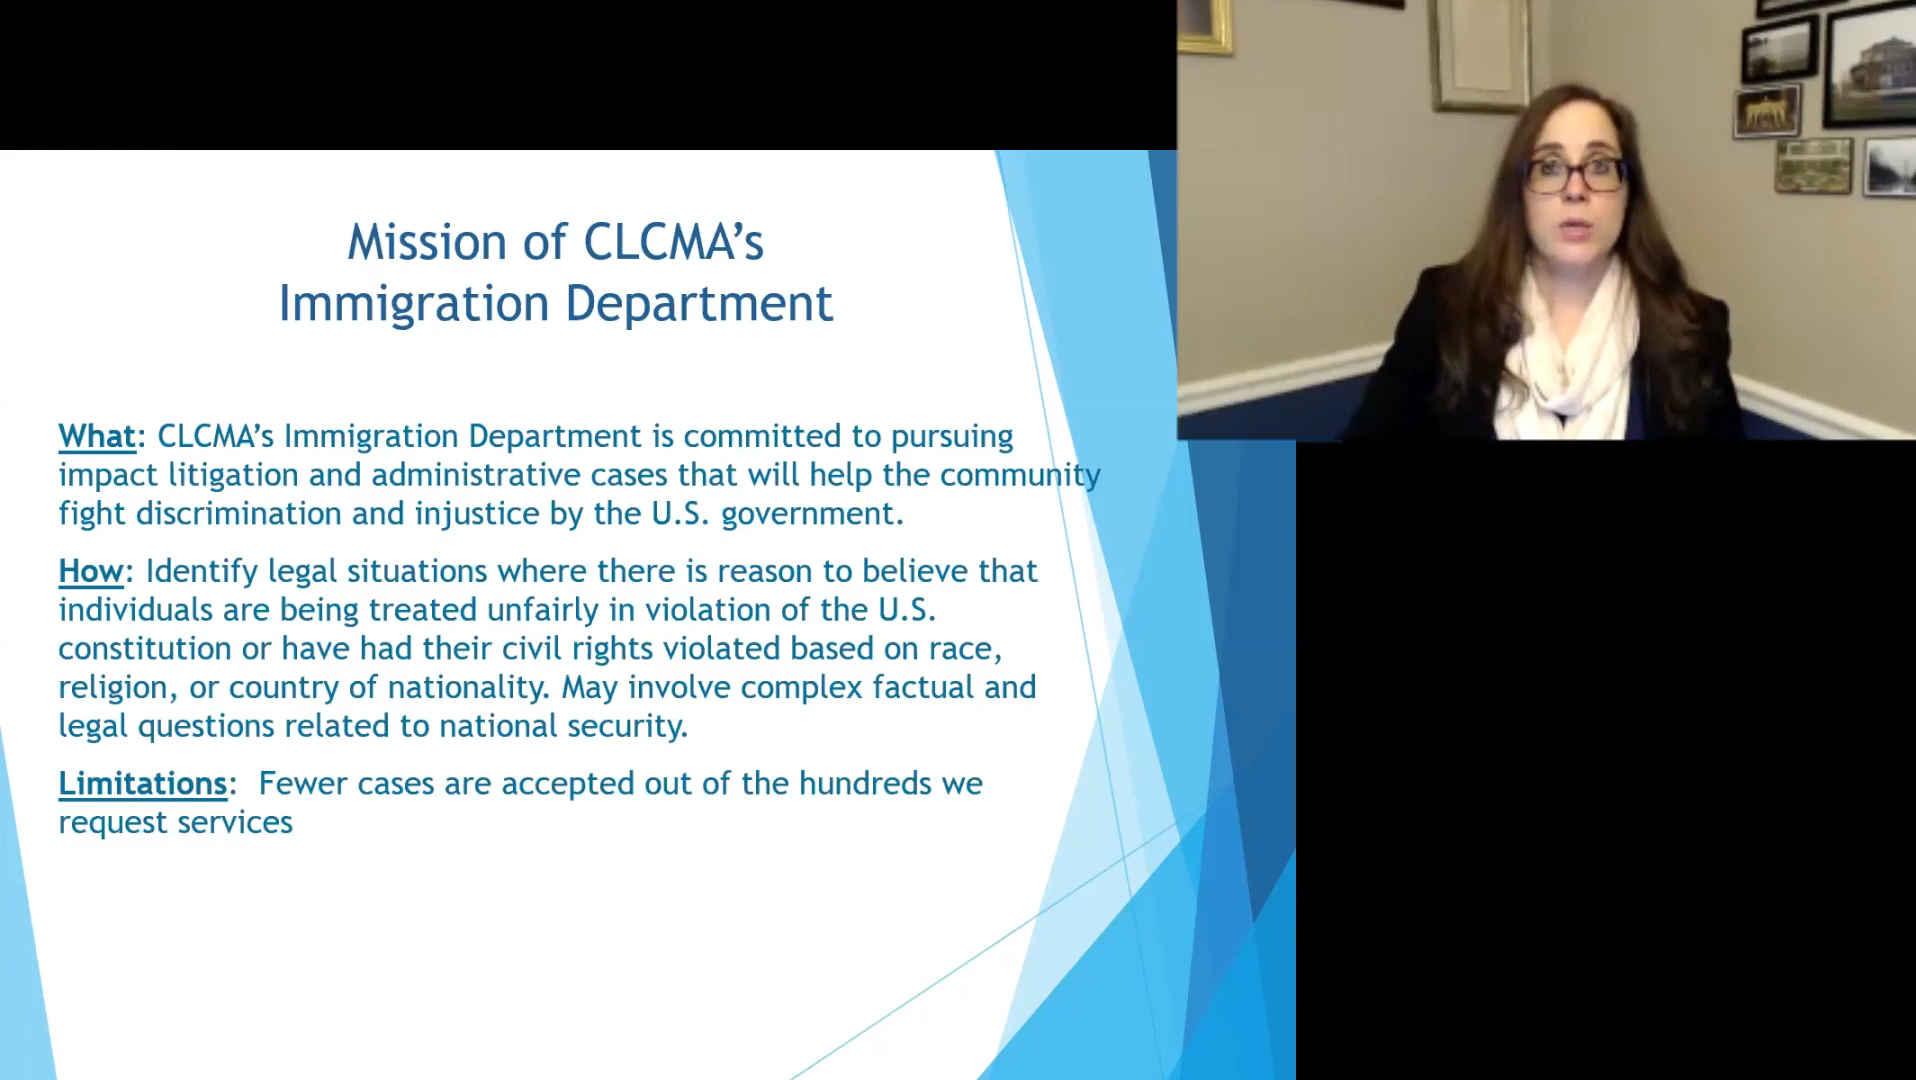 Mission of CLCMA’s
Immigration Department
What: CLCMA’s Immigration Department is committed to pursuing
impact litigation and administrative cases that will help the community
fight discrimination and injustice by the U.S. government.
How: Identify legal situations where there is reason to believe that
individuals are being treated unfairly in violation of the U.S.
constitution or have had their civil rights violated based on race,
religion, or country of nationality. May involve complex factual and
legal questions related to national security.
Limitations:  Fewer cases are accepted out of the hundreds we
request services